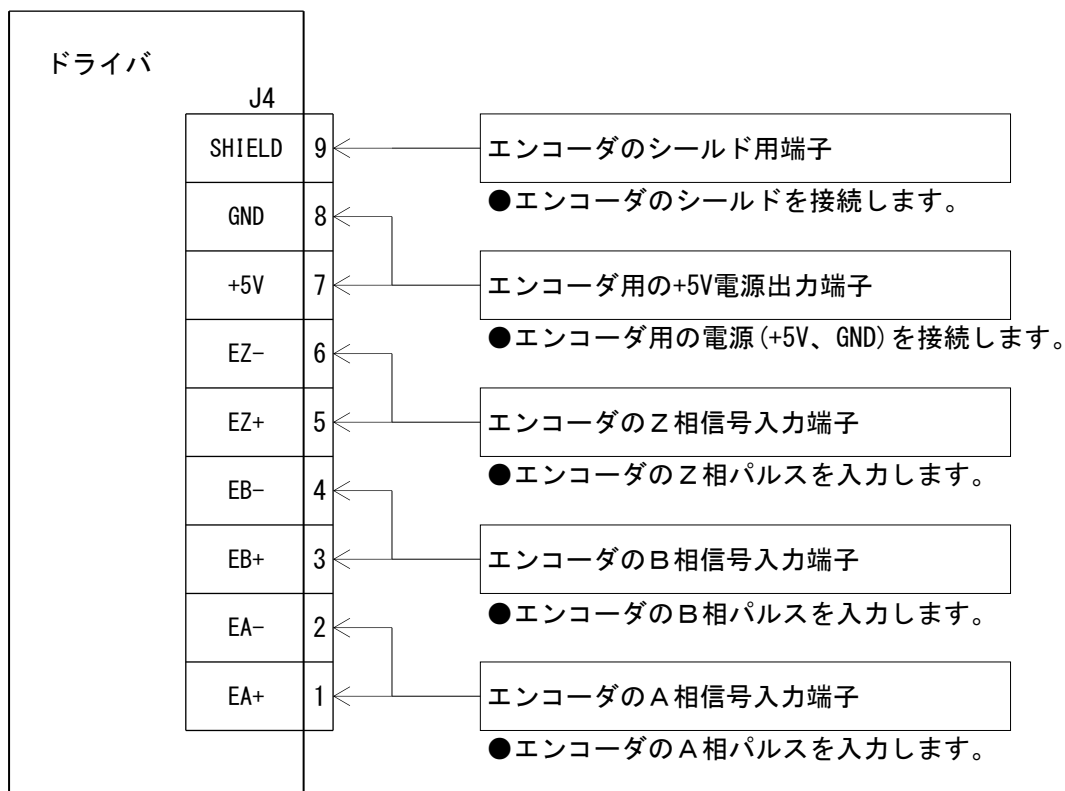 ドライバ
J4
SHIELD 9 エンコーダのシールド用端子
●エンコーダのシールドを接続します。
GND 8
+5V 7 エンコーダ用の+5V電源出力端子
●エンコーダ用の電源(+5V、GND)を接続します。
EZ- 6
EZ+ 5 エンコーダのZ相信号入力端子
●エンコーダのZ相パルスを入力します。
EB- 4
EB+ 3 エンコーダのB相信号入力端子
●エンコーダのB相パルスを入力します。
EA- 2
EA+ 1 エンコーダのA相信号入力端子
●エンコーダのA相パルスを入力します。